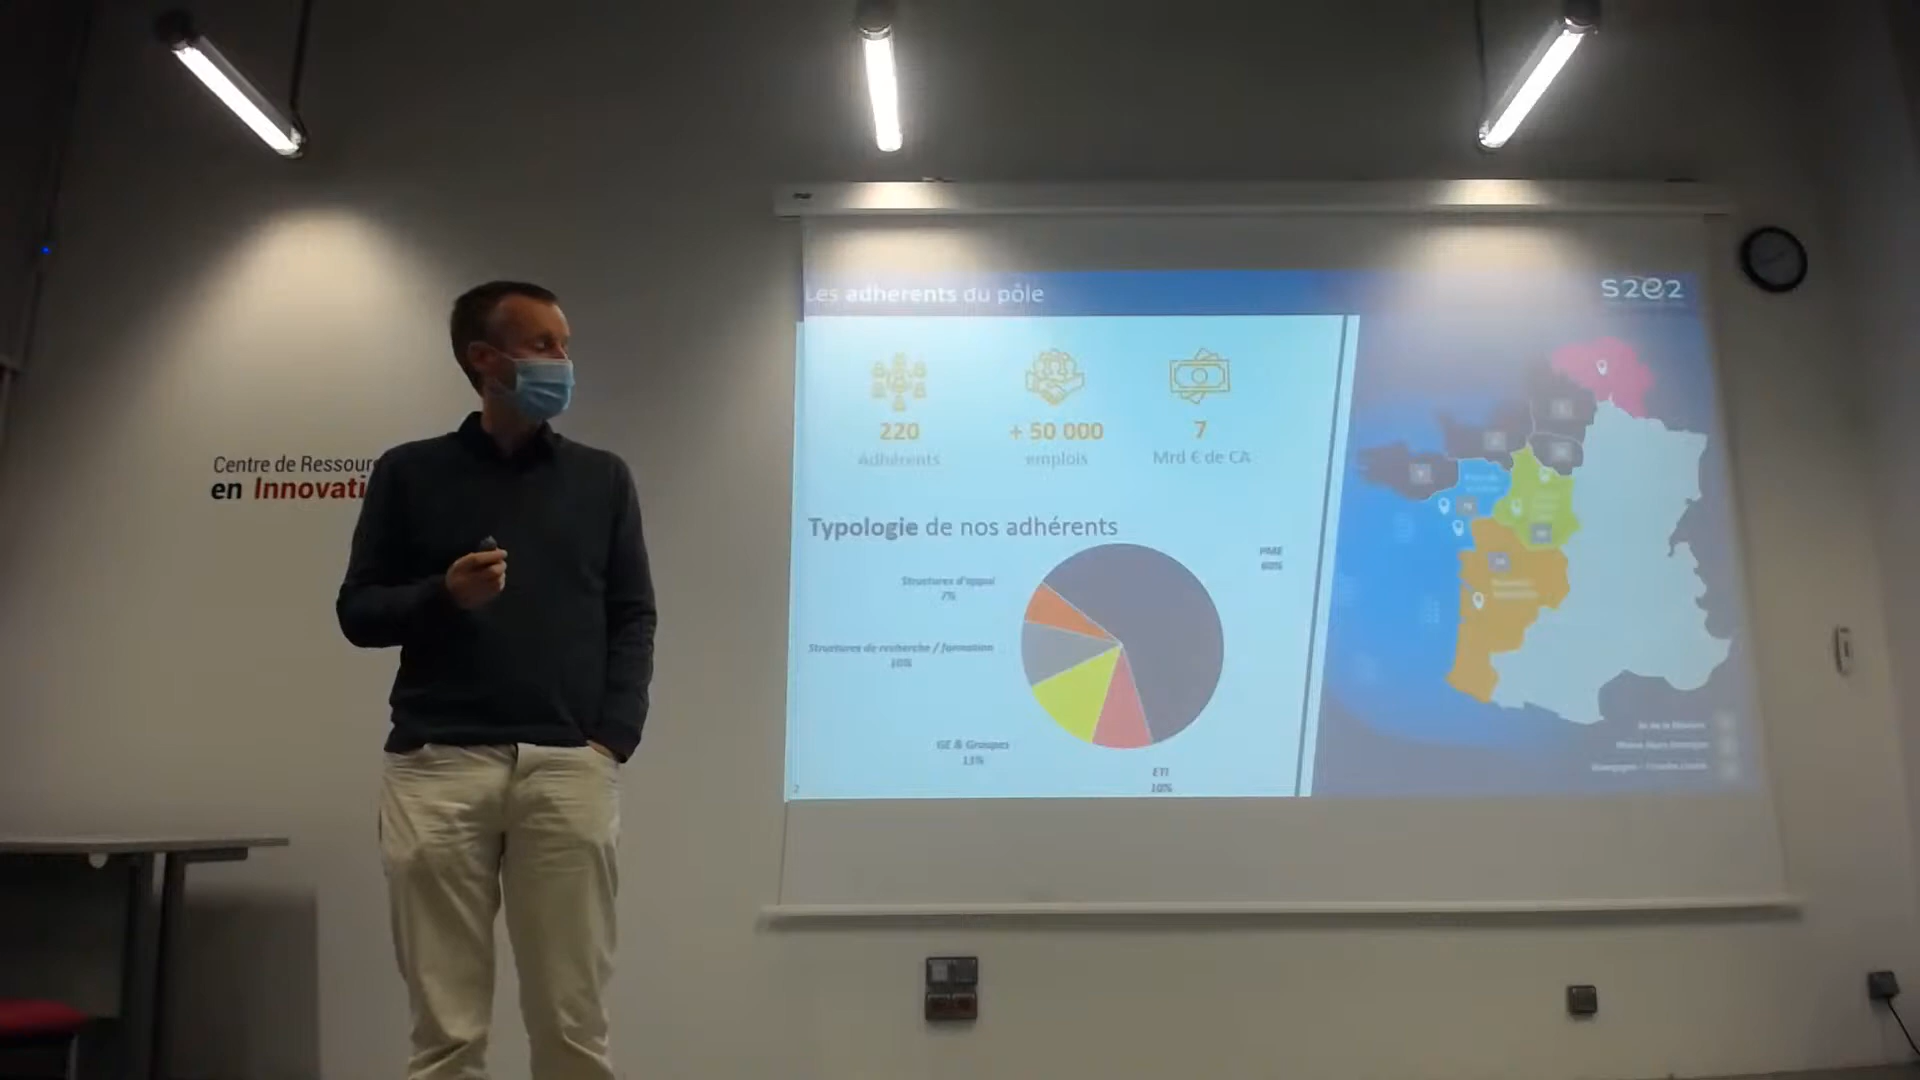 Centre de Ressour
en Innovati
Les adhérents du pôle
s2e2
220
Adhérents
+ 50 000
emplois
7
Mrd € de CA
Typologie de nos adhérents
PME
60%
Structures d'appui
7%
Structures de recherche / formation
10%
GE & Groupes
13%
ETI
10%
2